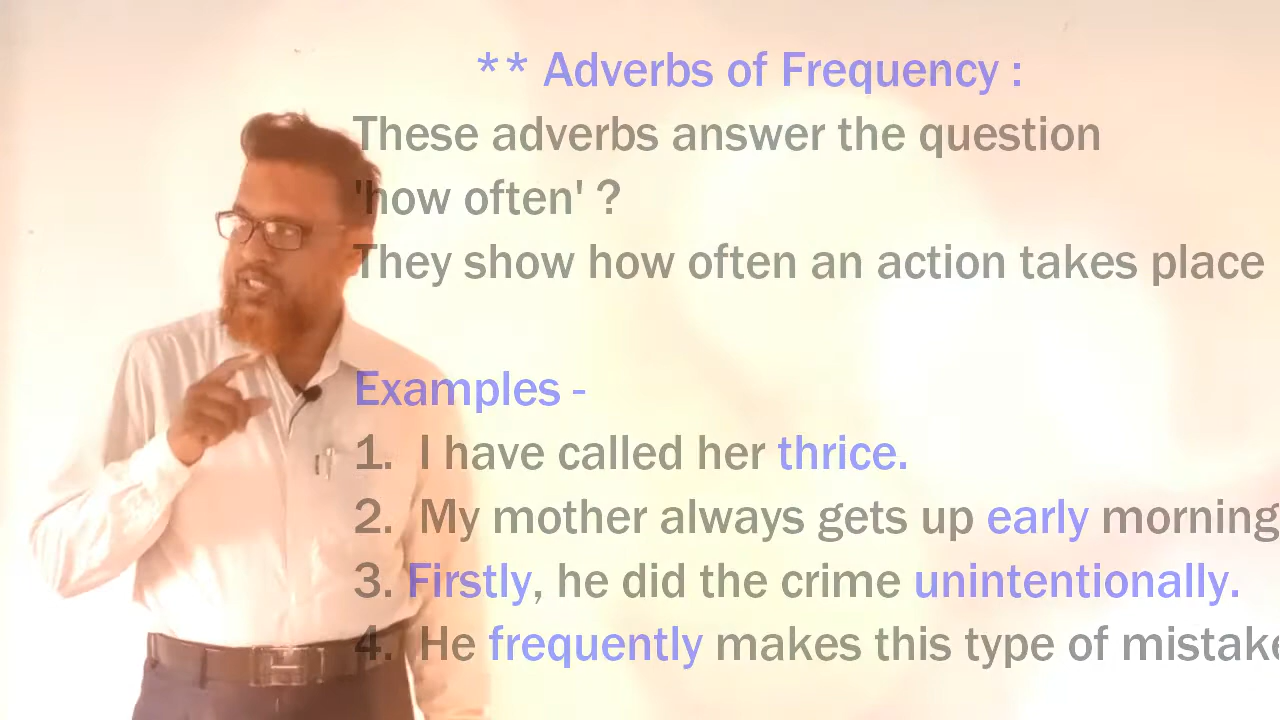 ** Adverbs of Frequency :
These adverbs answer the question
'how often' ?
They show how often an action takes place
Examples -
1. I have called her thrice.
2. My mother always gets up early morning
3. Firstly, he did the crime unintentionally.
4. He frequently makes this type of mistake